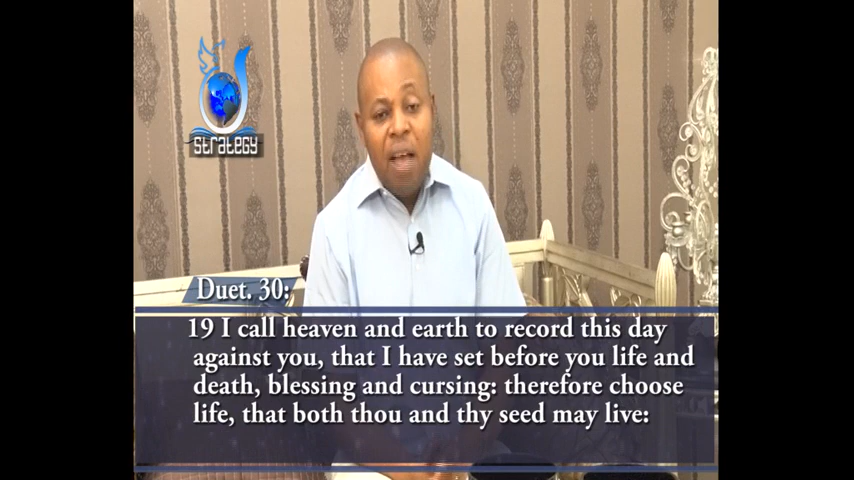 strategy
Duet. 30:
19 I call heaven and earth to record this day
against you, that I have set before you life and
death, blessing and cursing: therefore choose
life, that both thou and thy seed may live: